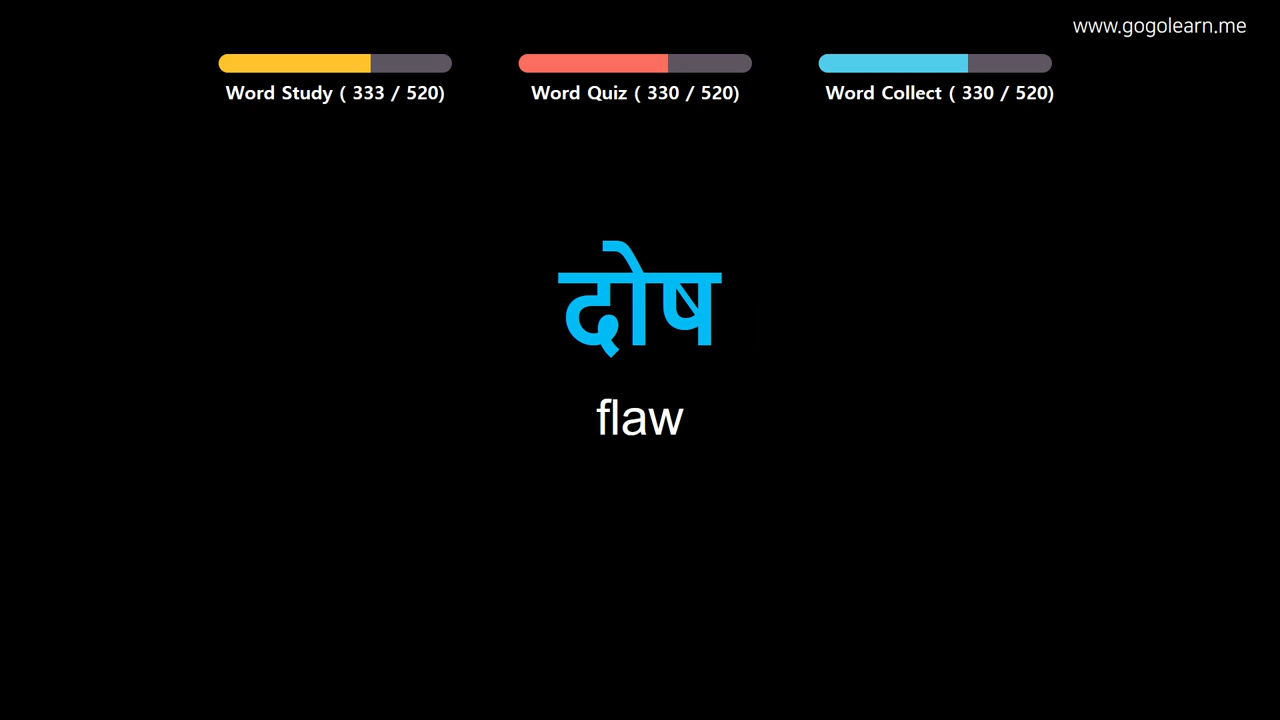 www.gogolearn.me
Word Study ( 333 / 520)
Word Quiz ( 330 / 520)
Word Collect ( 330 / 520)
दोष
flaw